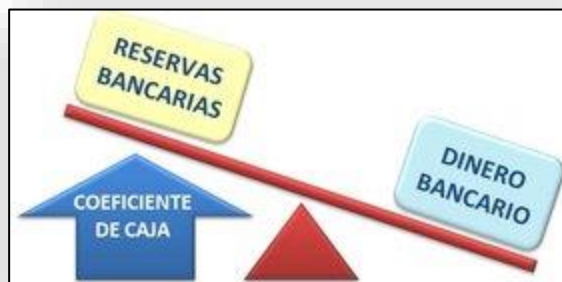 RESERVAS
BANCARIAS
DINERO
BANCARIO
COEFICIENTE
DE CAJA